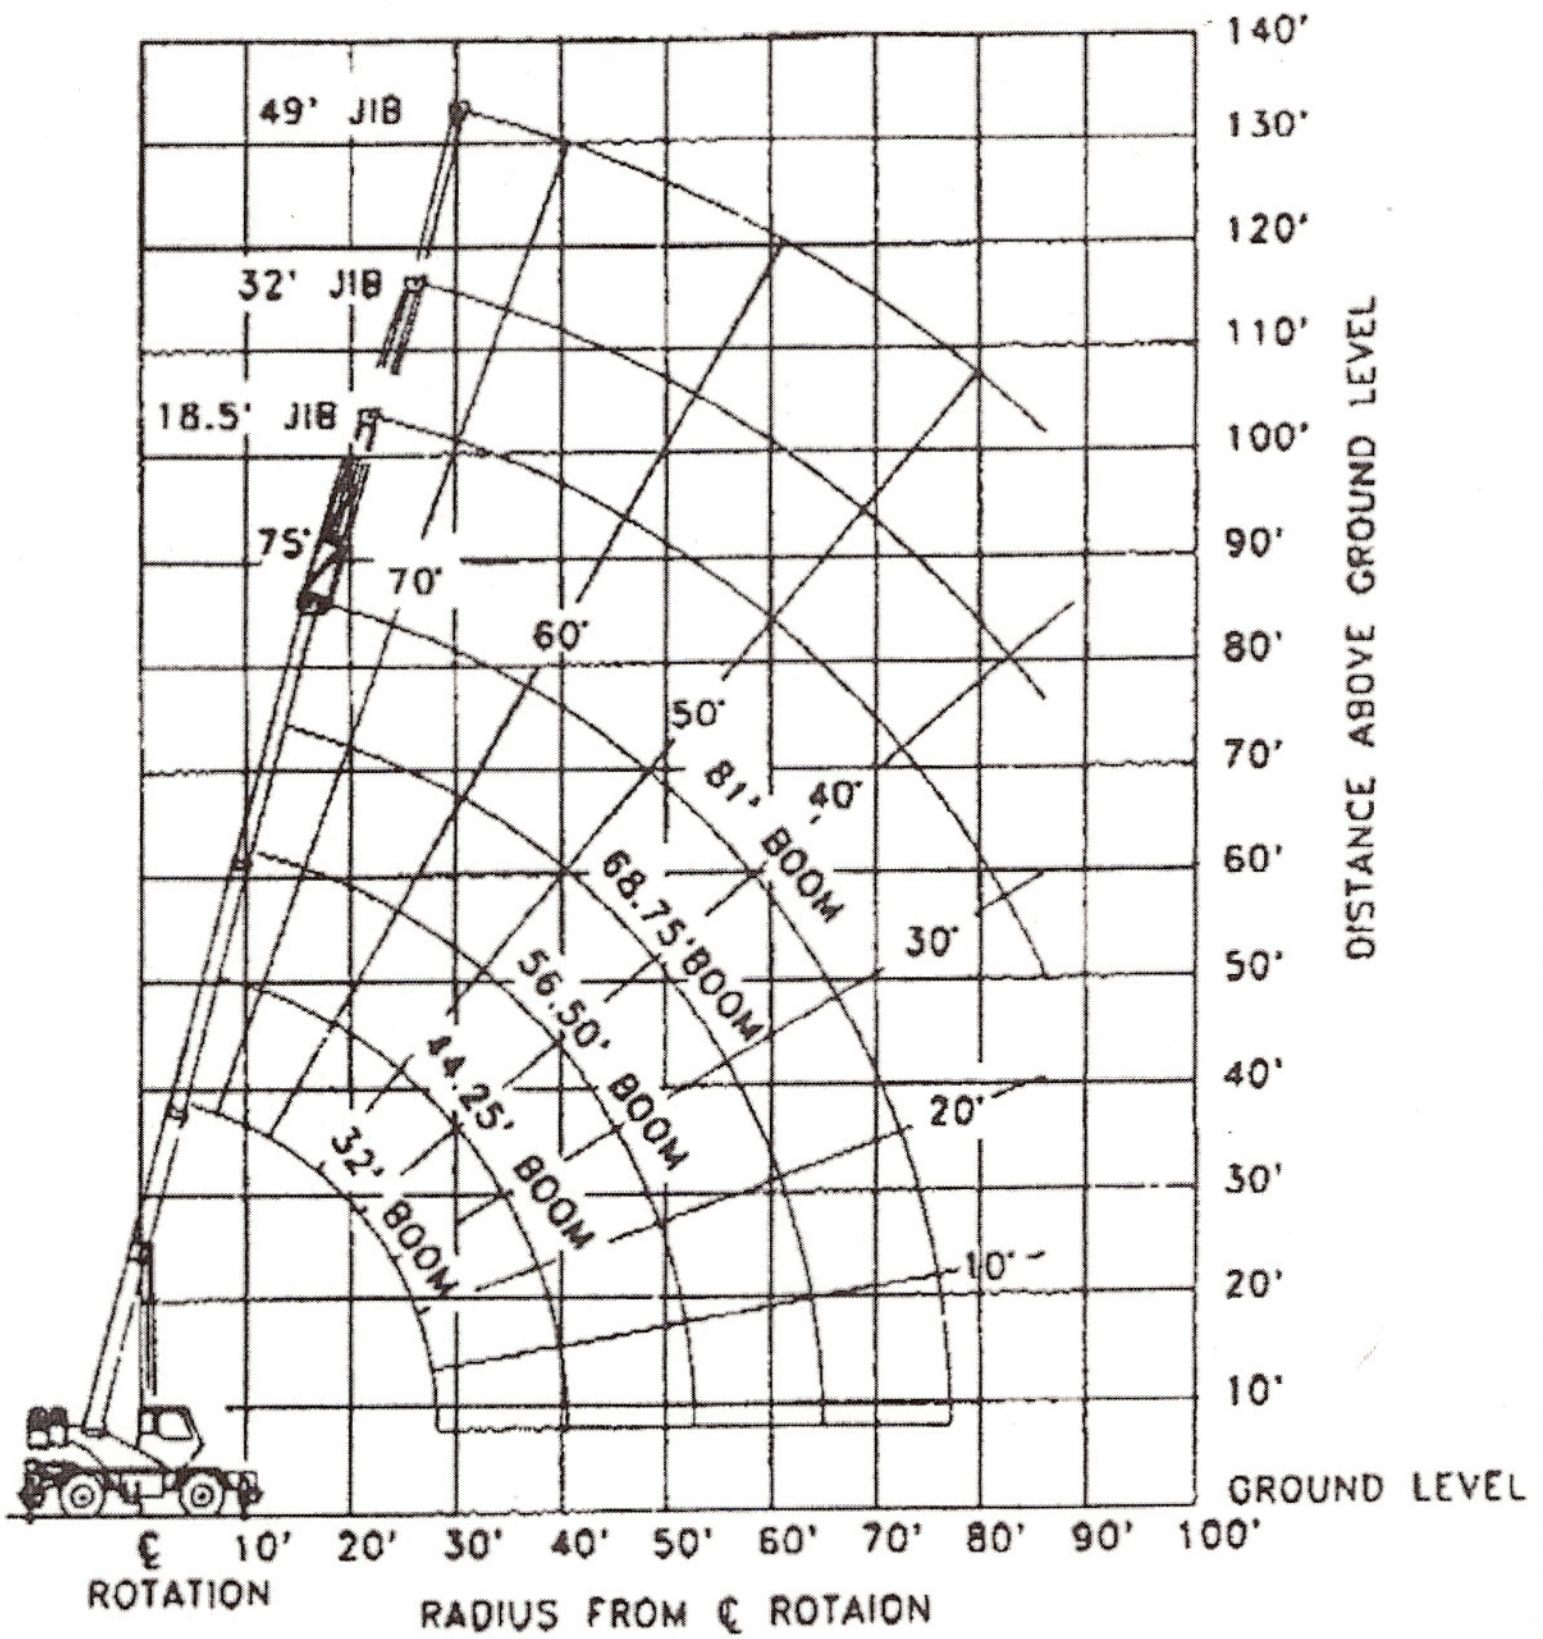 140'
49' JIB
130'
120'
32' JIB
110'
18.5' JIB
100'
75°
90'
70°
60°
80'
50°
81' BOOM
70'
40°
68.75' BOOM
60'
30°
56.50' BOOM
50'
44.25' BOOM
40'
20°
32' BOOM
30'
10°
20'
10'
DISTANCE ABOVE GROUND LEVEL
GROUND LEVEL
℄ 10' 20' 30' 40' 50' 60' 70' 80' 90' 100'
ROTATION
RADIUS FROM ℄ ROTAION